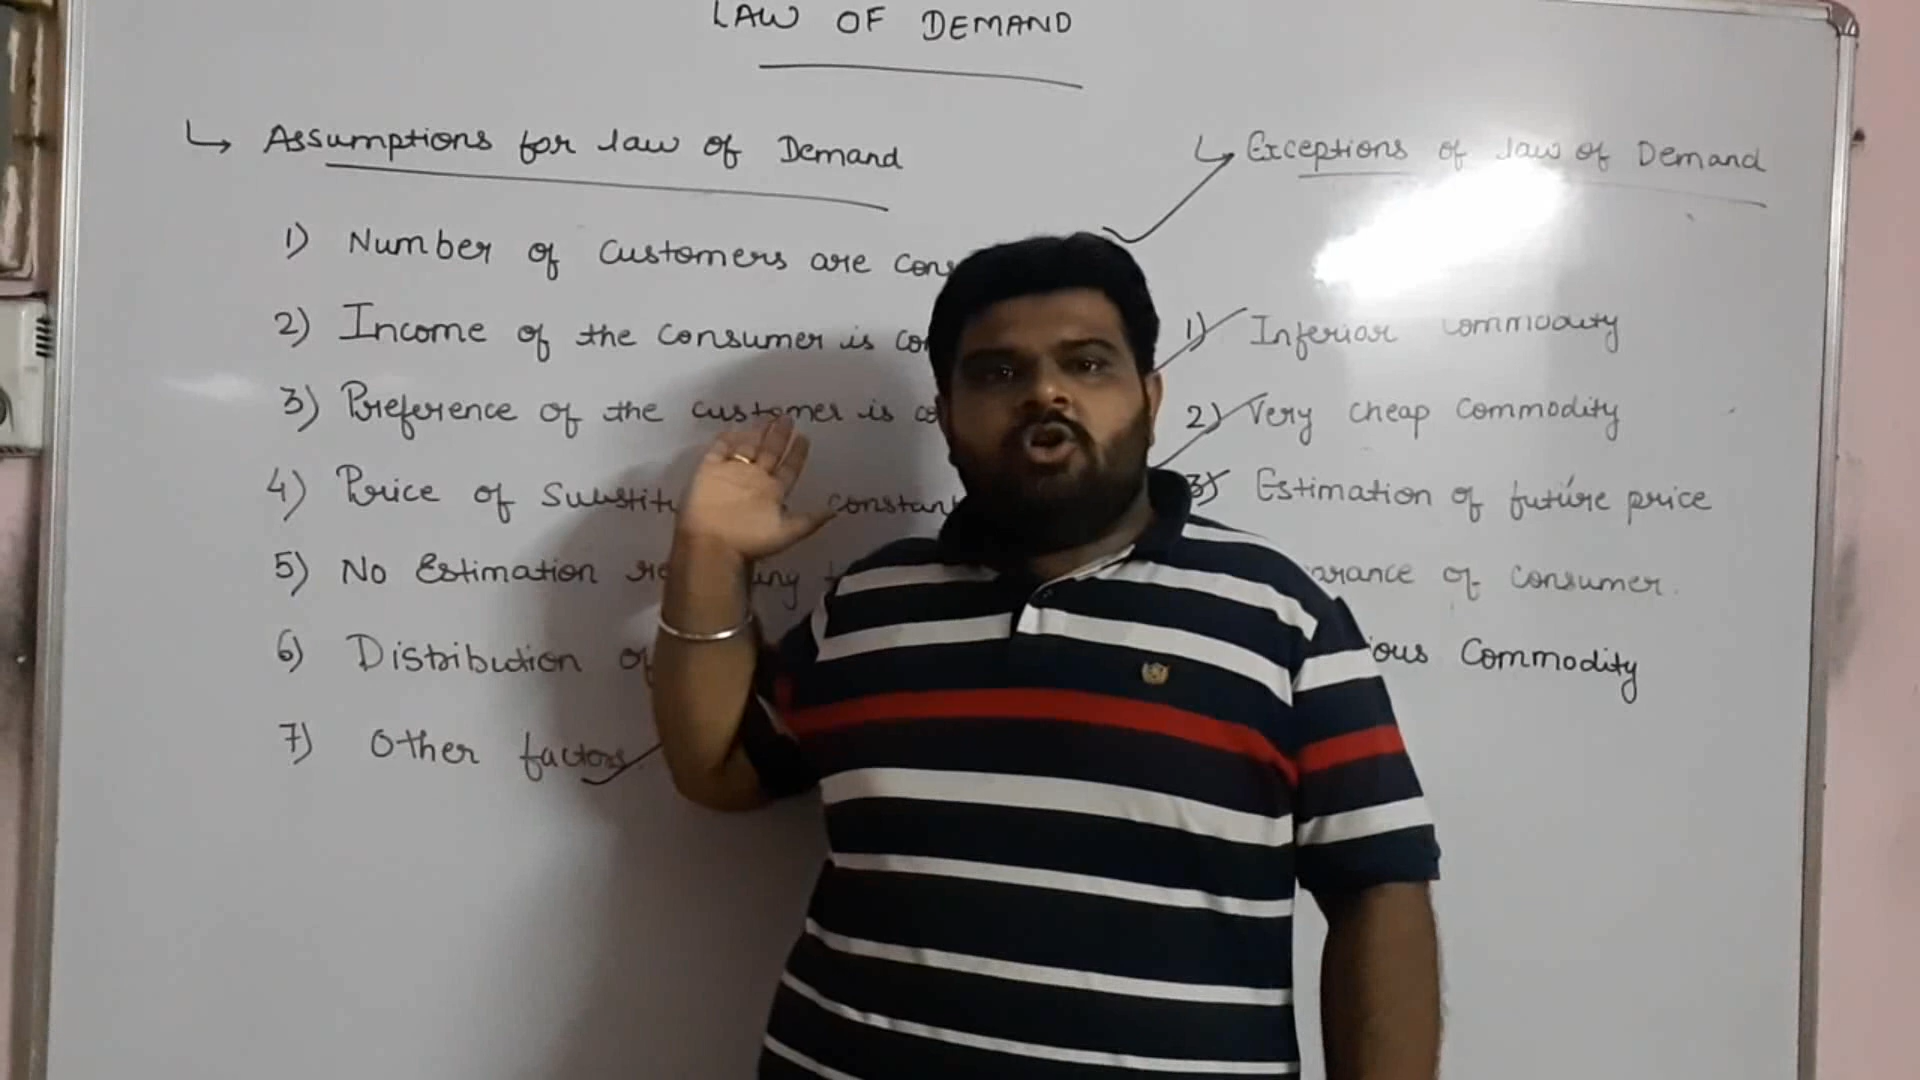 LAW OF DEMAND
↳ Assumptions for law of Demand
1) Number of customers are
2) Income of the consumer is
3) Preference of the customer is
4) Price of constant
5) No Estimation
6) Distribution
7) Other factors.
↳ Exceptions of law of Demand
1) Inferior commodity
2) Very cheap commodity
3) Estimation of future price
of consumer.
Commodity